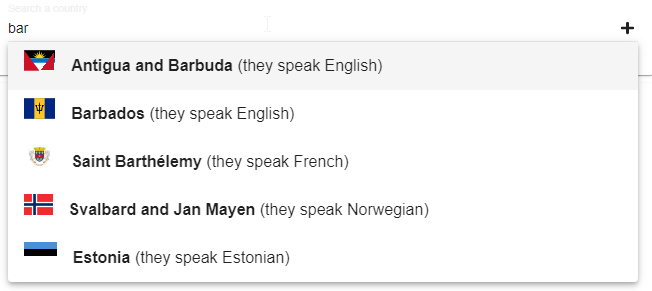 Search a country
bar
Antigua and Barbuda (they speak English)
Barbados (they speak English)
Saint Barthélemy (they speak French)
Svalbard and Jan Mayen (they speak Norwegian)
Estonia (they speak Estonian)